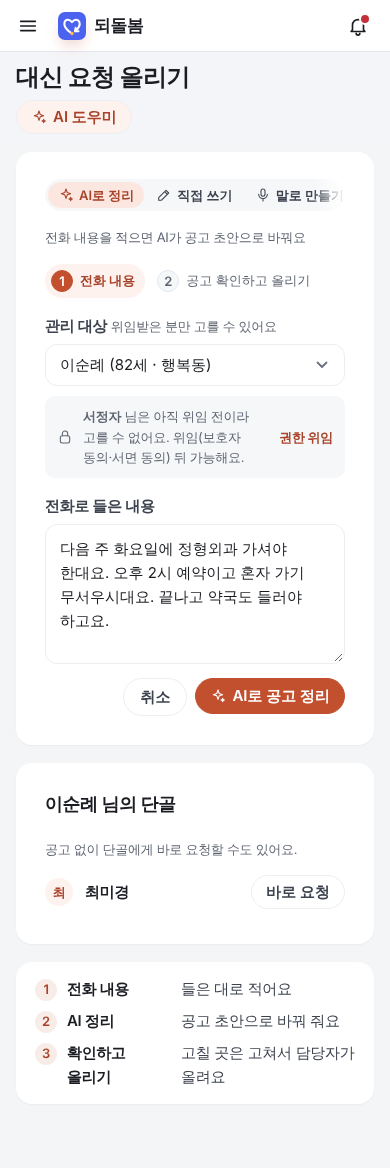 되돌봄
대신 요청 올리기
AI 도우미
AI로 정리 직접 쓰기 말로 만들기
전화 내용을 적으면 AI가 공고 초안으로 바꿔요
1 전화 내용 2 공고 확인하고 올리기
관리 대상 위임받은 분만 고를 수 있어요
이순례 (82세 · 행복동)
서정자 님은 아직 위임 전이라
고를 수 없어요. 위임(보호자
동의·서면 동의) 뒤 가능해요.
권한 위임
전화로 들은 내용
다음 주 화요일에 정형외과 가셔야
한대요. 오후 2시 예약이고 혼자 가기
무서우시대요. 끝나고 약국도 들러야
하고요.
취소 AI로 공고 정리
이순례 님의 단골
공고 없이 단골에게 바로 요청할 수도 있어요.
최 최미경 바로 요청
1 전화 내용 들은 대로 적어요
2 AI 정리 공고 초안으로 바꿔 줘요
3 확인하고 고칠 곳은 고쳐서 담당자가
올리기 올려요